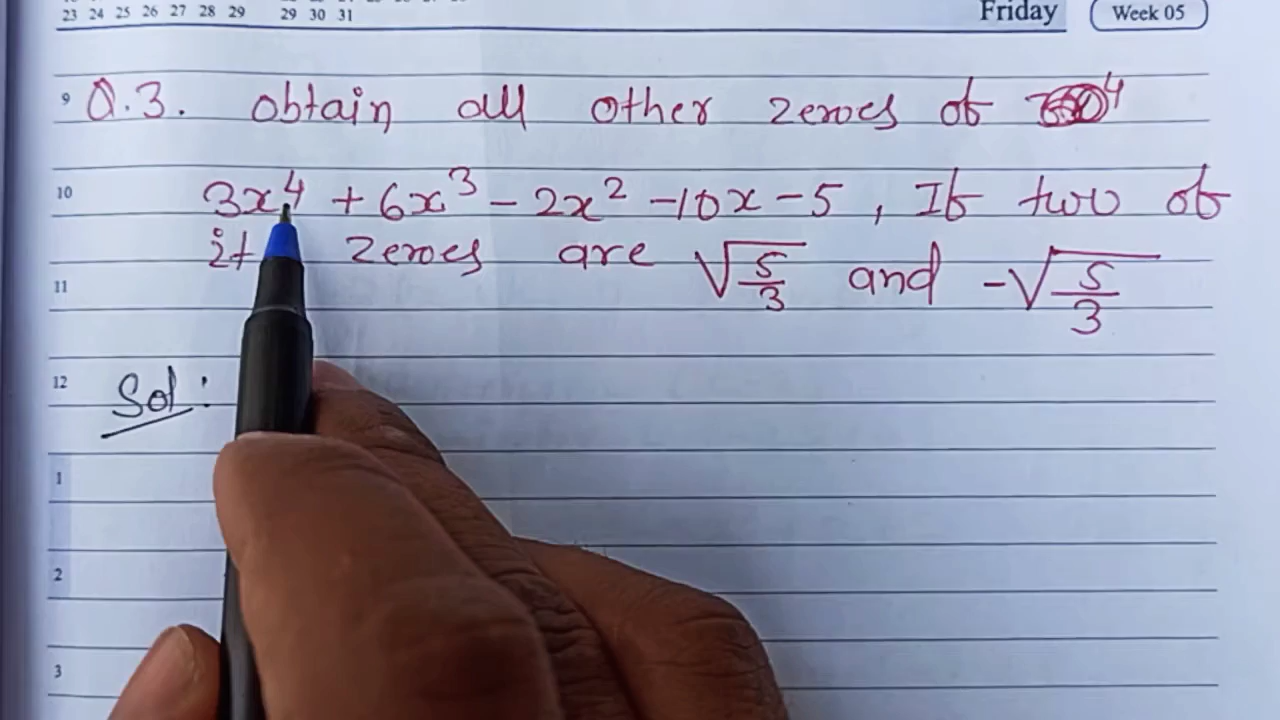 23 24 25 26 27 28 29 29 30 31
Friday Week 05
9 Q.3. obtain all other zeroes of
10 3x⁴ + 6x³ - 2x² - 10x - 5 , If two of
it zeroes are √5/3 and -√5/3
11
12 Sol :
1
2
3